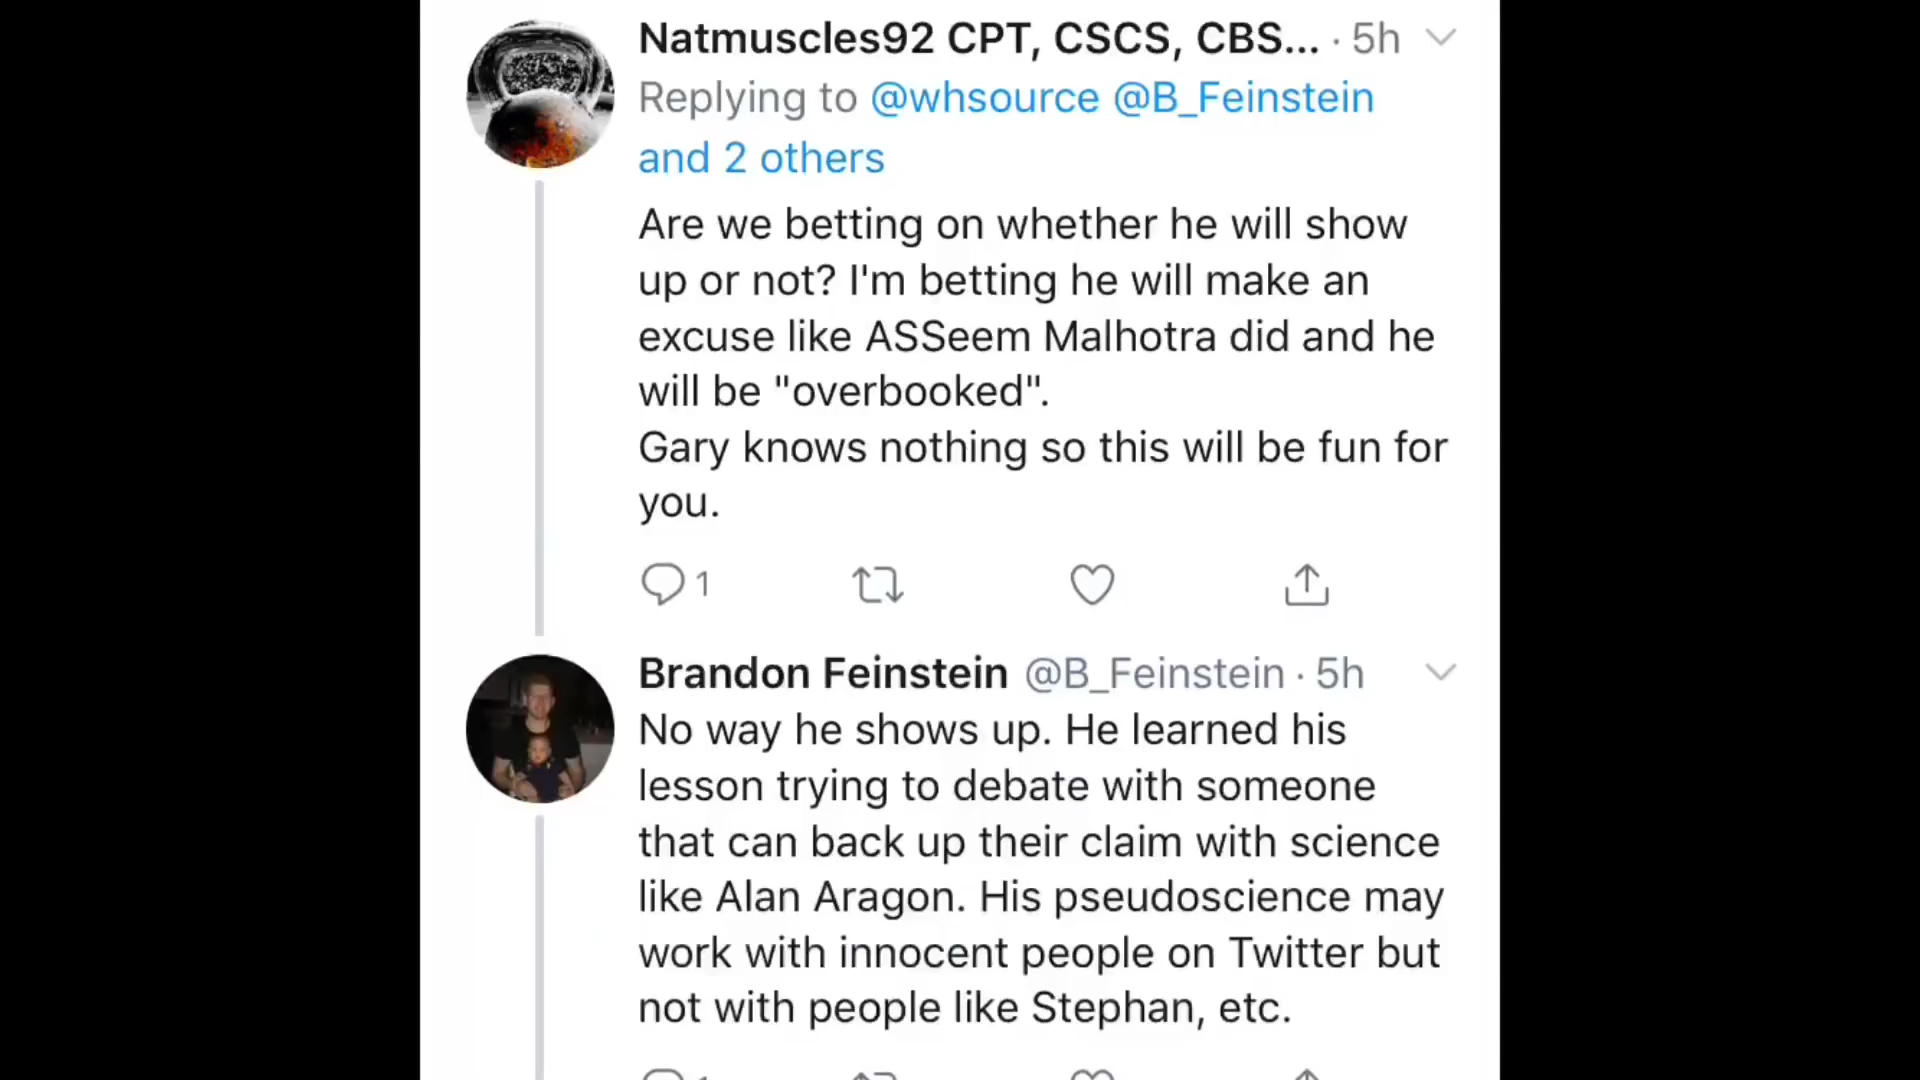 Natmuscles92 CPT, CSCS, CBS... · 5h
Replying to @whsource @B_Feinstein
and 2 others
Are we betting on whether he will show
up or not? I'm betting he will make an
excuse like ASSeem Malhotra did and he
will be "overbooked".
Gary knows nothing so this will be fun for
you.
1
Brandon Feinstein @B_Feinstein · 5h
No way he shows up. He learned his
lesson trying to debate with someone
that can back up their claim with science
like Alan Aragon. His pseudoscience may
work with innocent people on Twitter but
not with people like Stephan, etc.